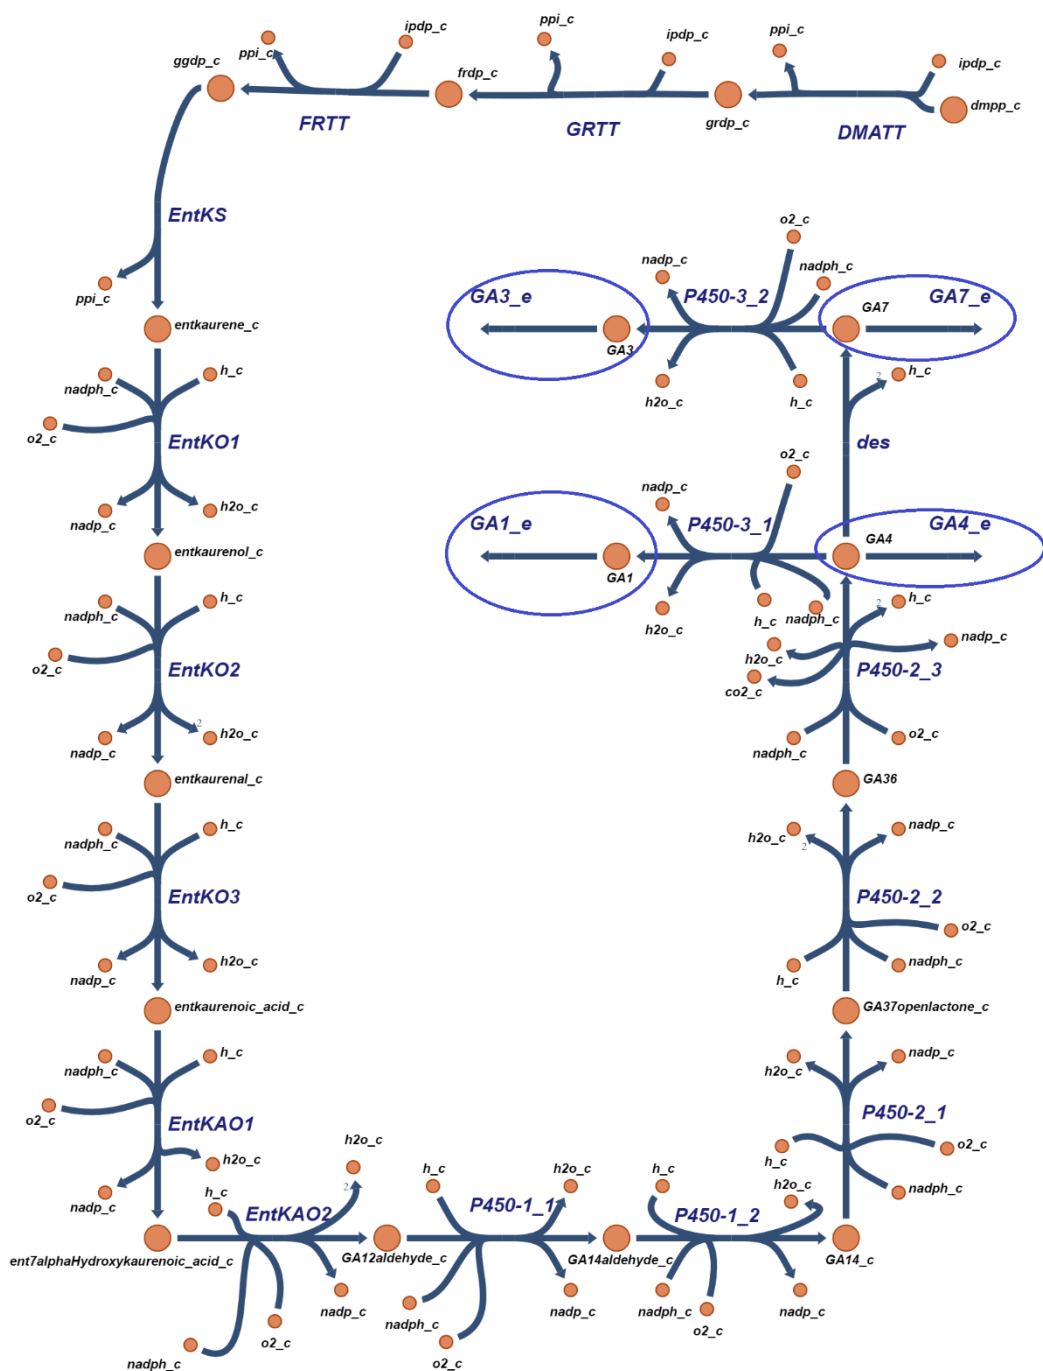 ppi_c
ipdp_c
ppi_c
ipdp_c
ppi_c
ipdp_c
ggdp_c
frdp_c
grdp_c
dmpp_c
FRTT
GRTT
DMATT
EntKS
ppi_c
entkaurene_c
nadph_c
h_c
o2_c
EntKO1
nadp_c
h2o_c
entkaurenol_c
nadph_c
h_c
o2_c
EntKO2
2
nadp_c
h2o_c
entkaurenal_c
nadph_c
h_c
o2_c
EntKO3
nadp_c
h2o_c
entkaurenoic_acid_c
nadph_c
h_c
o2_c
EntKAO1
h2o_c
nadp_c
ent7alphaHydroxykaurenoic_acid_c
h_c
EntKAO2
h2o_c
2
nadph_c
o2_c
nadp_c
GA12aldehyde_c
h_c
P450-1_1
h2o_c
nadph_c
o2_c
nadp_c
GA14aldehyde_c
h_c
P450-1_2
h2o_c
nadph_c
o2_c
nadp_c
GA14_c
h_c
o2_c
nadph_c
P450-2_1
h2o_c
nadp_c
GA37openlactone_c
h_c
nadph_c
o2_c
P450-2_2
h2o_c
2
nadp_c
GA36
nadph_c
o2_c
P450-2_3
co2_c
h2o_c
nadp_c
2
h_c
GA4
GA4_e
P450-3_1
o2_c
h_c
nadph_c
nadp_c
h2o_c
GA1
GA1_e
des
2
h_c
GA7
GA7_e
P450-3_2
o2_c
nadph_c
h_c
nadp_c
h2o_c
GA3
GA3_e